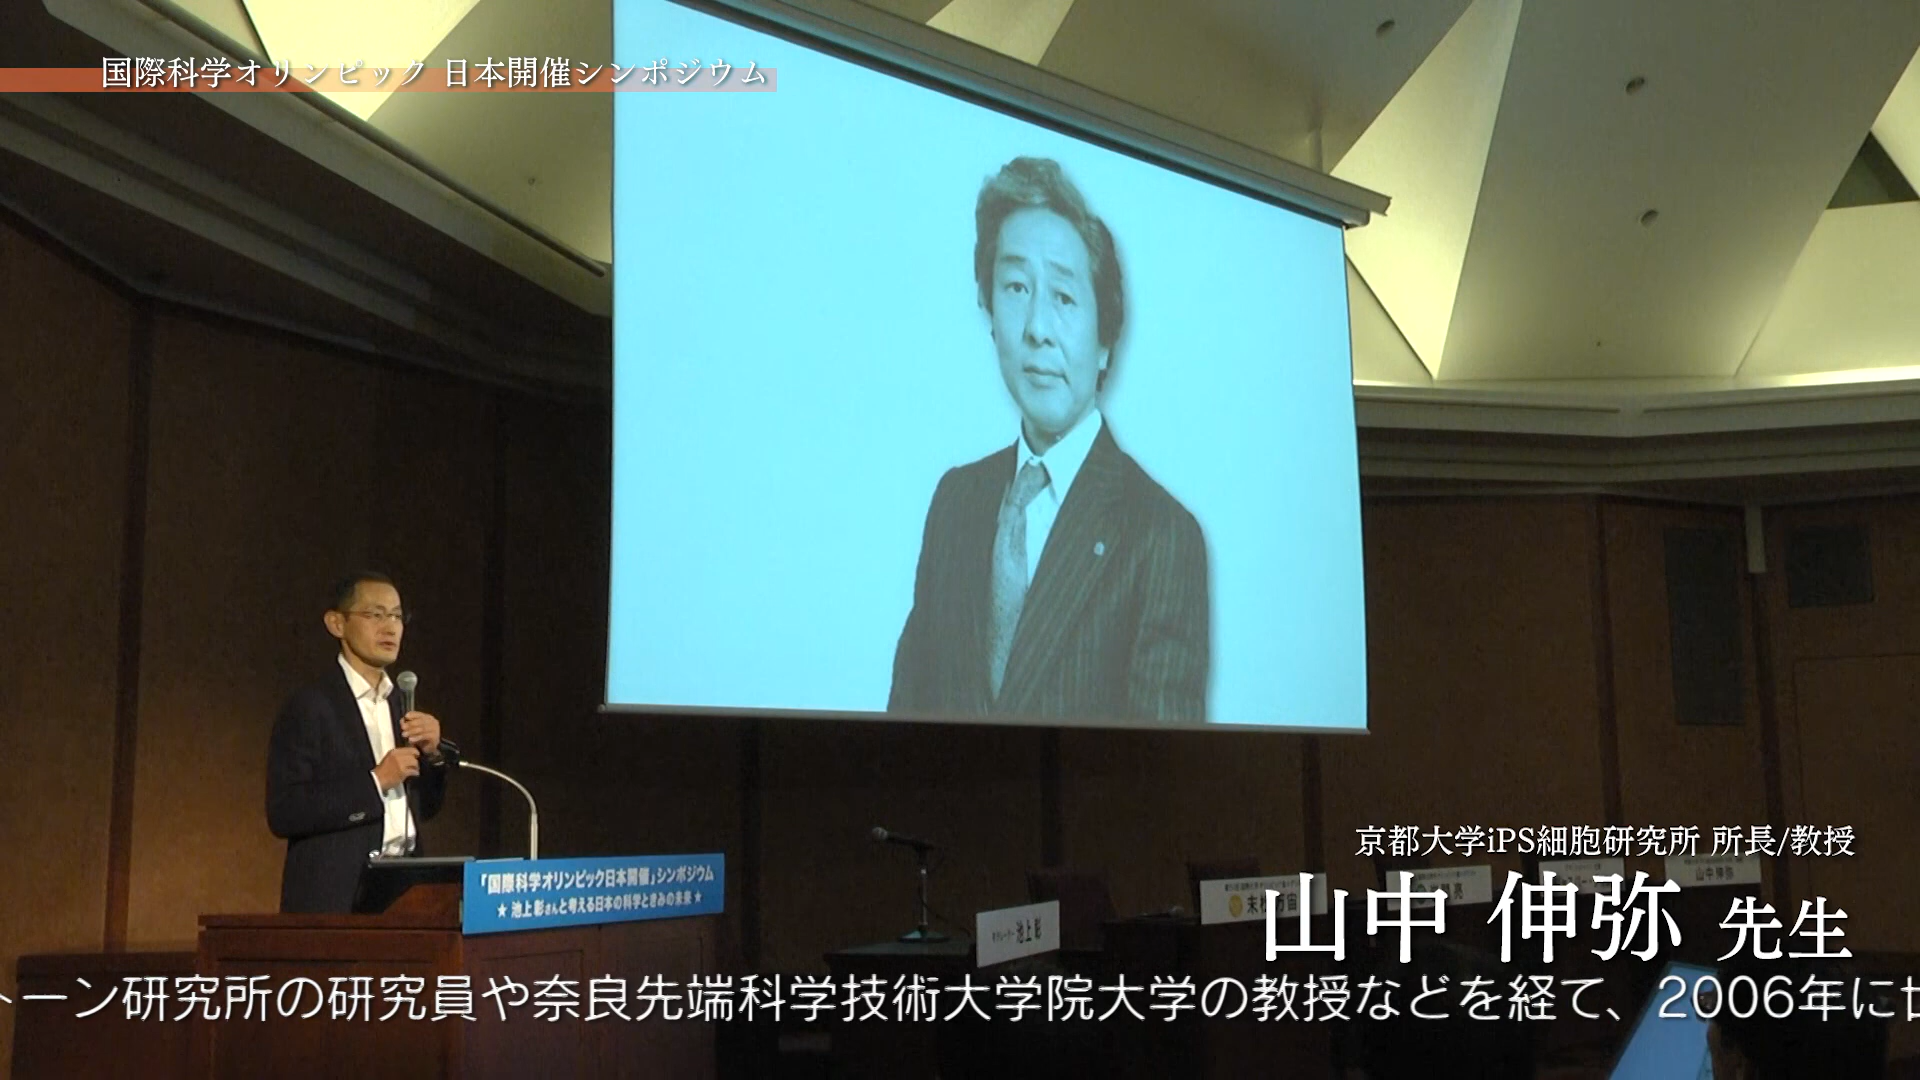 国際科学オリンピック 日本開催シンポジウム
京都大学iPS細胞研究所 所長/教授
山中 伸弥 先生
「国際科学オリンピック日本開催」シンポジウム
★ 池上彰さんと考える日本の科学ときみの未来 ★
池上 彰
山中 伸弥
トーン研究所の研究員や奈良先端科学技術大学院大学の教授などを経て、2006年に世